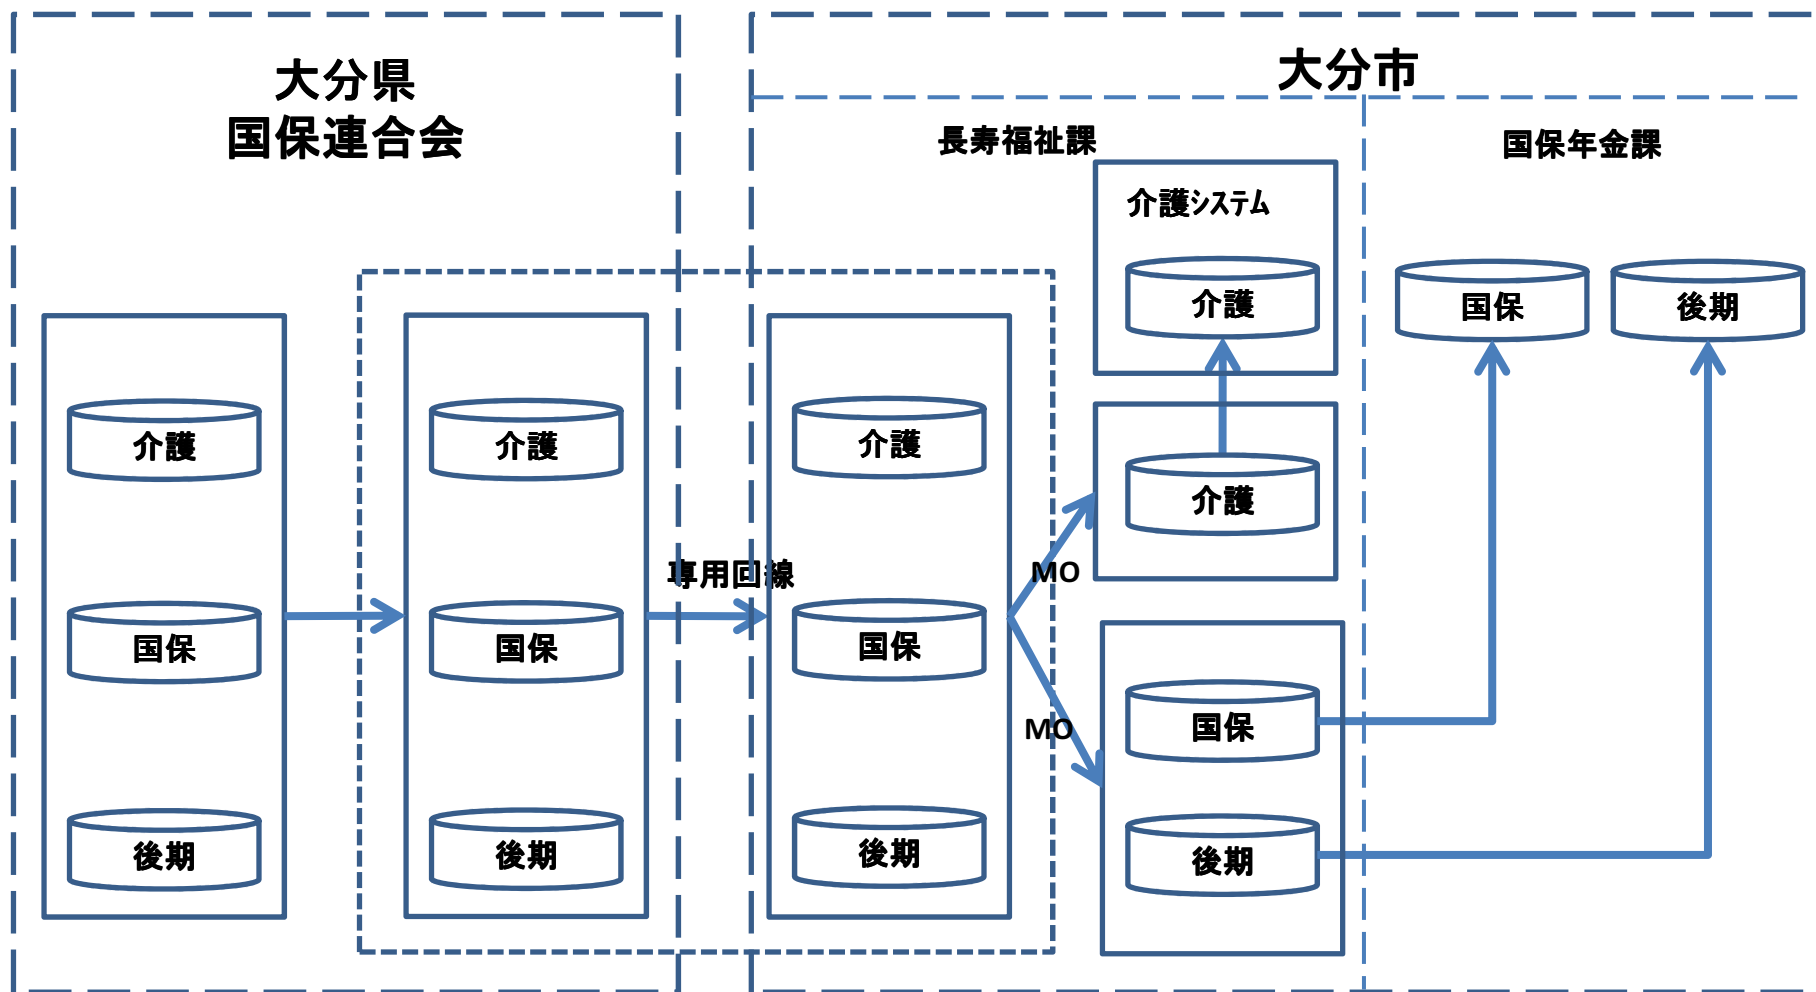 大分県
国保連合会
介護
国保
後期
介護
国保
後期
専用回線
大分市
長寿福祉課
介護
国保
後期
MO
MO
介護システム
介護
介護
国保
後期
国保年金課
国保
後期